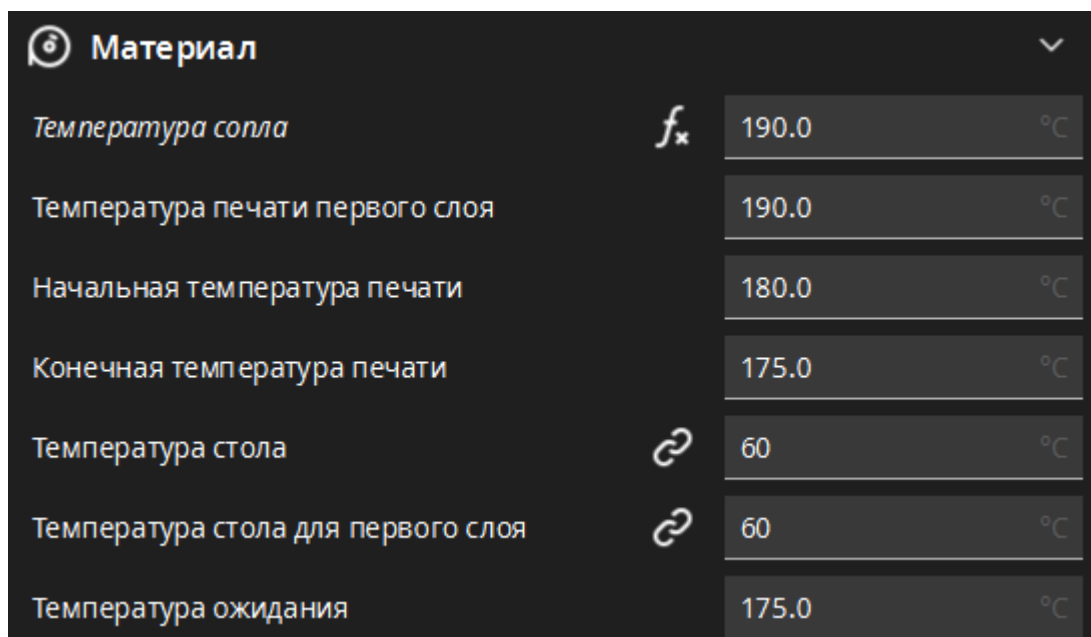 Материал
Температура сопла 190.0 °C
Температура печати первого слоя 190.0 °C
Начальная температура печати 180.0 °C
Конечная температура печати 175.0 °C
Температура стола 60 °C
Температура стола для первого слоя 60 °C
Температура ожидания 175.0 °C